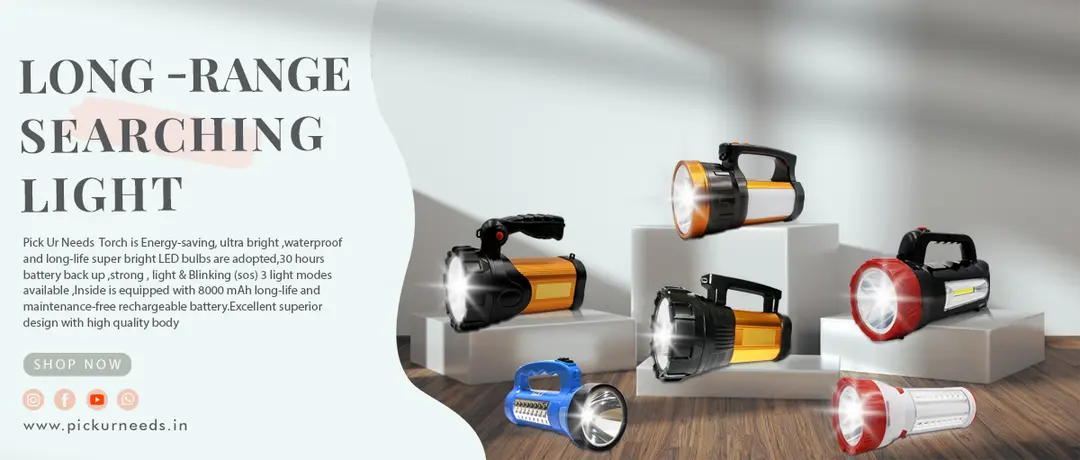 LONG -RANGE
SEARCHING
LIGHT
Pick Ur Needs Torch is Energy-saving, ultra bright ,waterproof
and long-life super bright LED bulbs are adopted,30 hours
battery back up ,strong , light & Blinking (sos) 3 light modes
available ,Inside is equipped with 8000 mAh long-life and
maintenance-free rechargeable battery.Excellent superior
design with high quality body
SHOP NOW
www.pickurneeds.in